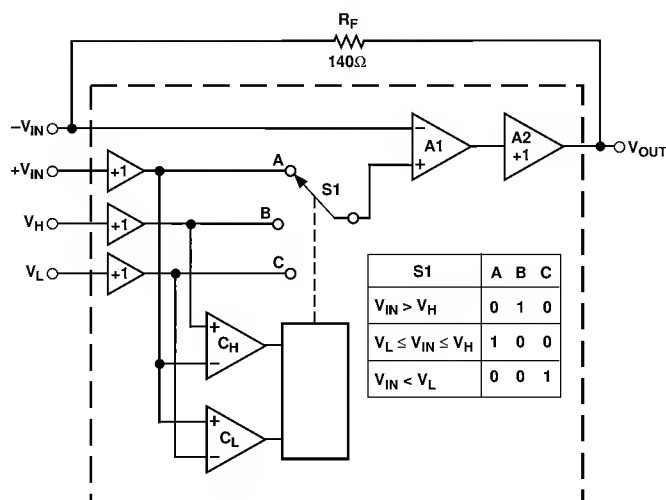 R_F
140Ω
–V_IN
+V_IN
V_H
V_L
+1
+1
+1
A
B
C
S1
–
+
A1
A2
+1
V_OUT
+
–
C_H
+
–
C_L
S1 A B C
V_IN > V_H 0 1 0
V_L ≤ V_IN ≤ V_H 1 0 0
V_IN < V_L 0 0 1